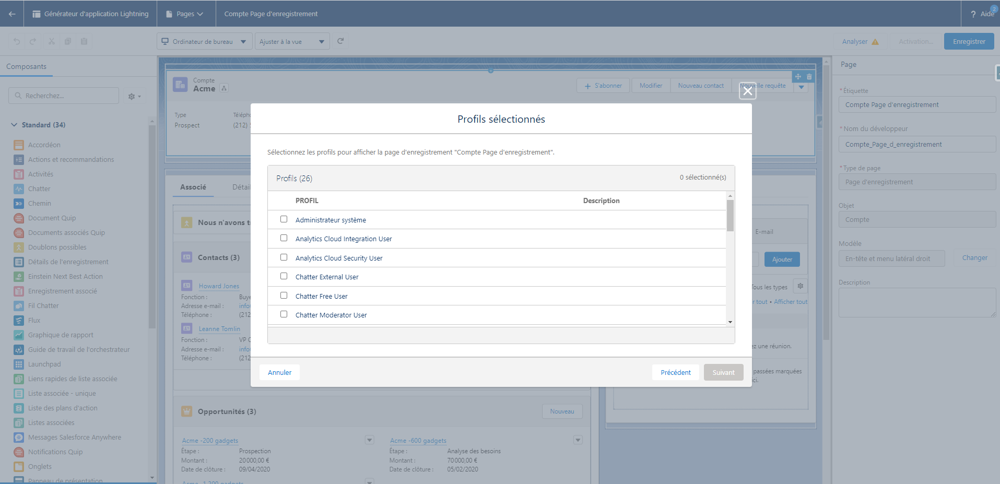 Générateur d'application Lightning
Pages
Compte Page d'enregistrement
? Aide
2
Ordinateur de bureau
Ajuster à la vue
Analyser
Activation...
Enregistrer
Composants
Recherchez...
Standard (34)
Accordéon
Actions et recommandations
Activités
Chatter
Chemin
Document Quip
Documents associés Quip
Doublons possibles
Détails de l'enregistrement
Einstein Next Best Action
Enregistrement associé
Fil Chatter
Flux
Graphique de rapport
Guide de travail de l'orchestrateur
Launchpad
Liens rapides de liste associée
Liste associée - unique
Liste des plans d'action
Listes associées
Messages Salesforce Anywhere
Notifications Quip
Onglets
Panneau de présentation
Compte
Acme
S'abonner
Modifier
Nouveau contact
Nouvelle requête
Type
Prospect
(212)
Associé
Nous n'avons
Contacts (3)
Howard Jones
Fonction :
Adresse e-mail :
Téléphone :
(212
Leanne Tomlin
Fonction :
VP
Adresse e-mail :
Téléphone :
(212
Opportunités (3)
Nouveau
Acme -200 gadgets
Étape : Prospection
Montant : 20 000,00 €
Date de clôture : 09/04/2020
Acme -600 gadgets
Étape : Analyse des besoins
Montant : 70 000,00 €
Date de clôture : 05/02/2020
Acme -1 200 gadgets
Profils sélectionnés
Sélectionnez les profils pour afficher la page d'enregistrement "Compte Page d'enregistrement".
Profils (26)
0 sélectionné(s)
PROFIL
Description
Administrateur système
Analytics Cloud Integration User
Analytics Cloud Security User
Chatter External User
Chatter Free User
Chatter Moderator User
Annuler
Précédent
Suivant
E-mail
Ajouter
Tous les types
tout • Afficher tout
une réunion.
passées marquées
ici.
Page
* Étiquette
Compte Page d'enregistrement
* Nom du développeur
Compte_Page_d_enregistrement
* Type de page
Page d'enregistrement
Objet
Compte
Modèle
En-tête et menu latéral droit
Changer
Description